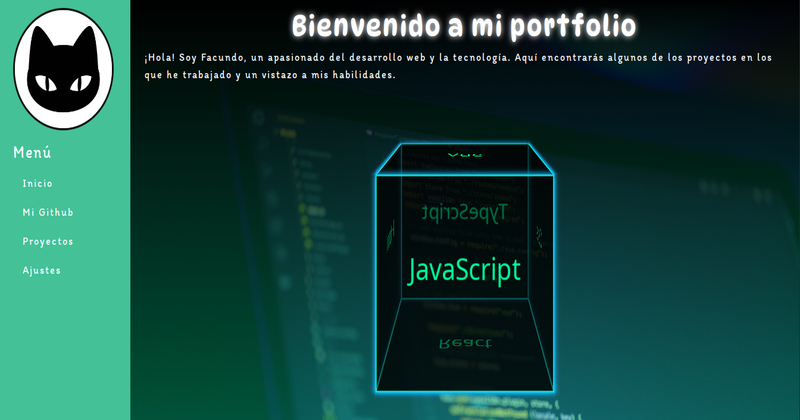 Bienvenido a mi portfolio
¡Hola! Soy Facundo, un apasionado del desarrollo web y la tecnología. Aquí encontrarás algunos de los proyectos en los
que he trabajado y un vistazo a mis habilidades.
Menú
Inicio
Mi Github
Proyectos
Ajustes
TypeScript
JavaScript
React